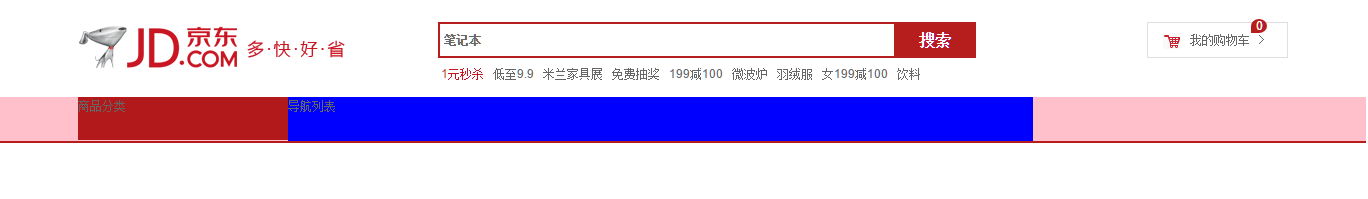 JD.COM 京东 多·快·好·省
笔记本 搜索
2
我的购物车 >
1元秒杀 低至9.9 米兰家具展 免费抽奖 199减100 微波炉 羽绒服 女199减100 饮料
商品分类 导航列表